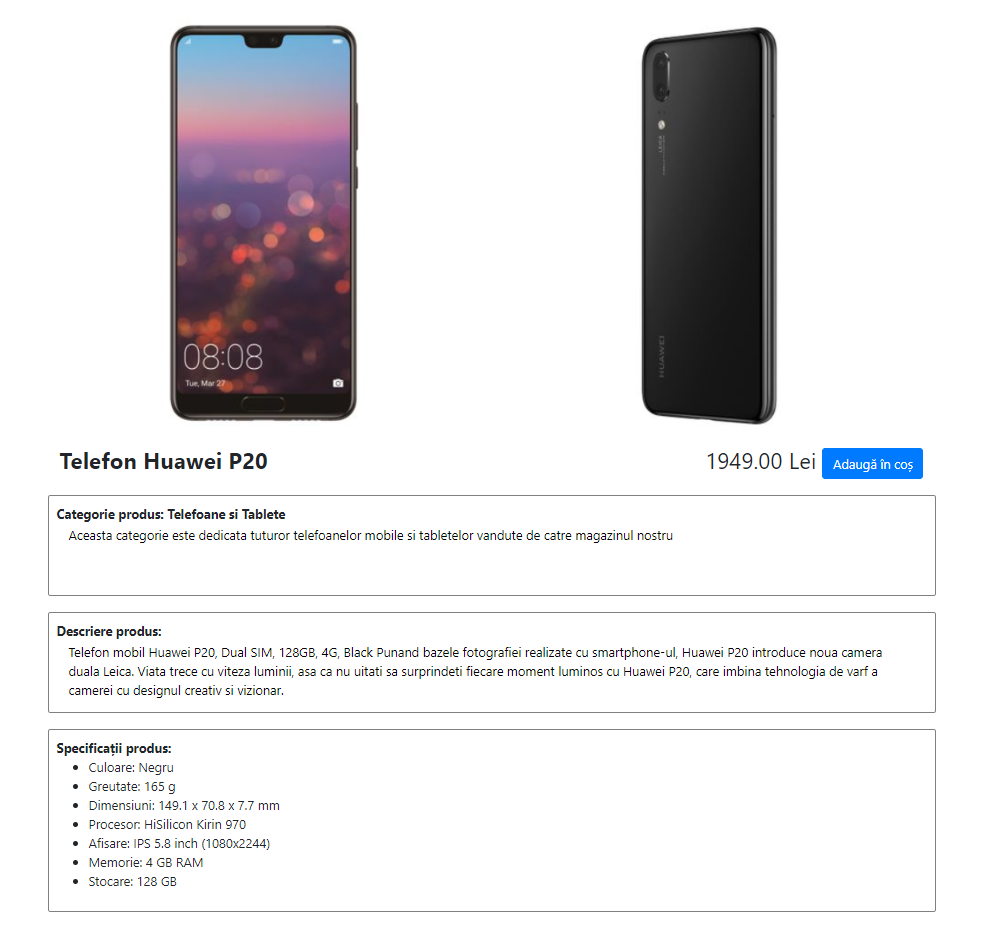 08:08
Tue, Mar 27
HUAWEI
Telefon Huawei P20
1949.00 Lei Adaugă în coș
Categorie produs: Telefoane si Tablete
Aceasta categorie este dedicata tuturor telefoanelor mobile si tabletelor vandute de catre magazinul nostru
Descriere produs:
Telefon mobil Huawei P20, Dual SIM, 128GB, 4G, Black Punand bazele fotografiei realizate cu smartphone-ul, Huawei P20 introduce noua camera
duala Leica. Viata trece cu viteza luminii, asa ca nu uitati sa surprindeti fiecare moment luminos cu Huawei P20, care imbina tehnologia de varf a
camerei cu designul creativ si vizionar.
Specificații produs:
Culoare: Negru
Greutate: 165 g
Dimensiuni: 149.1 x 70.8 x 7.7 mm
Procesor: HiSilicon Kirin 970
Afisare: IPS 5.8 inch (1080x2244)
Memorie: 4 GB RAM
Stocare: 128 GB